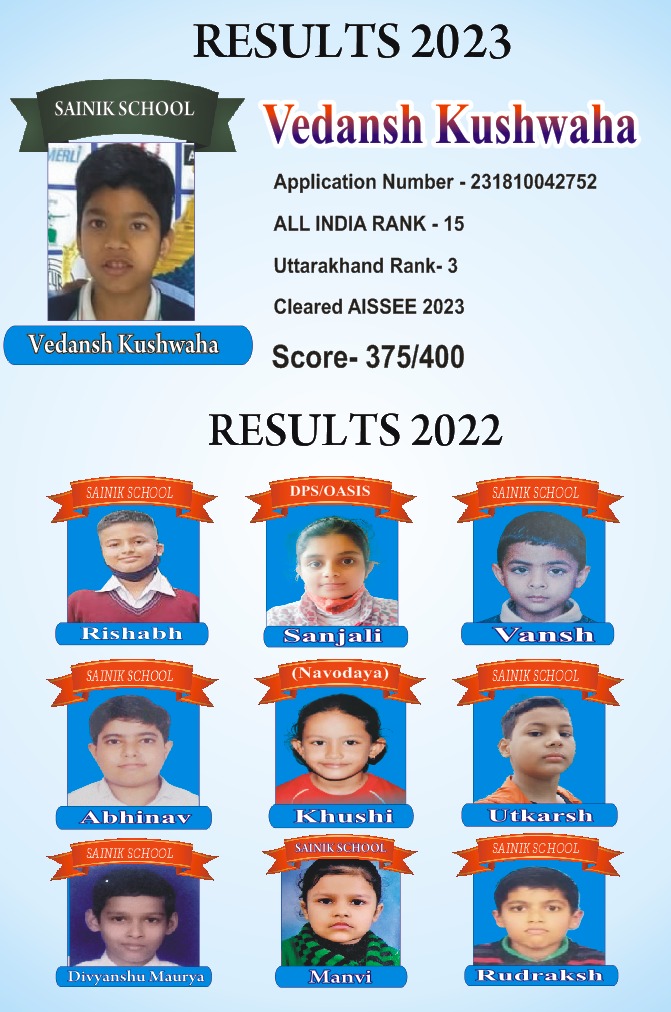 RESULTS 2023
SAINIK SCHOOL
Vedansh Kushwaha
MERLI
Application Number - 231810042752
ALL INDIA RANK - 15
Uttarakhand Rank- 3
Cleared AISSEE 2023
Vedansh Kushwaha
Score- 375/400
RESULTS 2022
SAINIK SCHOOL
DPS/OASIS
SAINIK SCHOOL
Rishabh
Sanjali
Vansh
SAINIK SCHOOL
(Navodaya)
SAINIK SCHOOL
Abhinav
Khushi
Utkarsh
SAINIK SCHOOL
SAINIK SCHOOL
SAINIK SCHOOL
Divyanshu Maurya
Manvi
Rudraksh